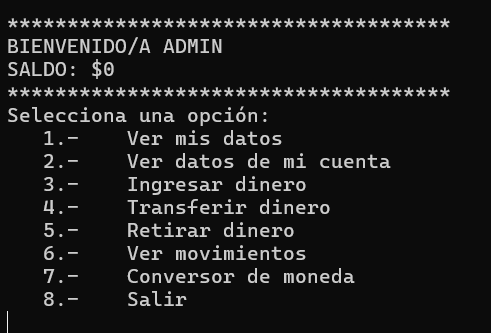 *************************************
BIENVENIDO/A ADMIN
SALDO: $0
*************************************
Selecciona una opción:
   1.-    Ver mis datos
   2.-    Ver datos de mi cuenta
   3.-    Ingresar dinero
   4.-    Transferir dinero
   5.-    Retirar dinero
   6.-    Ver movimientos
   7.-    Conversor de moneda
   8.-    Salir